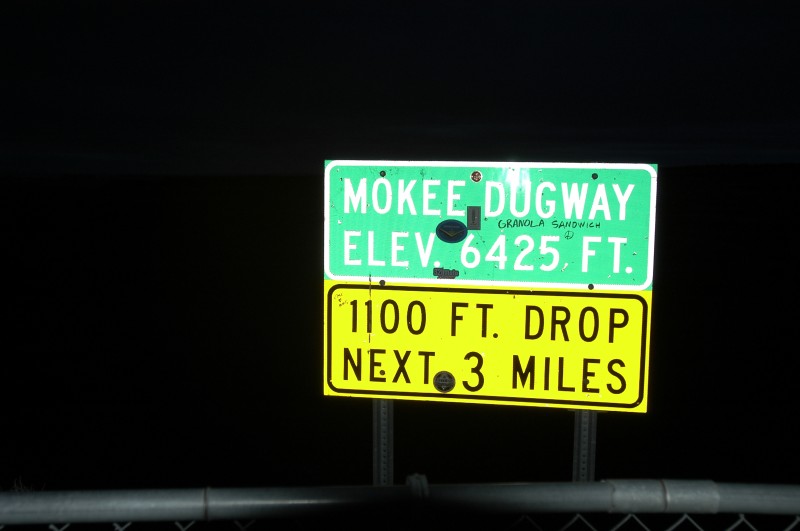 MOKEE DUGWAY
GRANOLA SANDWICH
ELEV. 6425 FT.
1100 FT. DROP
NEXT 3 MILES